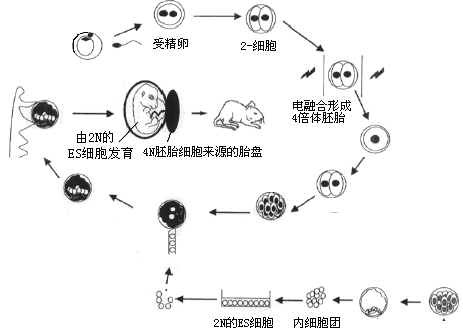 受精卵
2-细胞
电融合形成
4倍体胚胎
由2N的
ES细胞发育
4N胚胎细胞来源的胎盘
2N的ES细胞
内细胞团